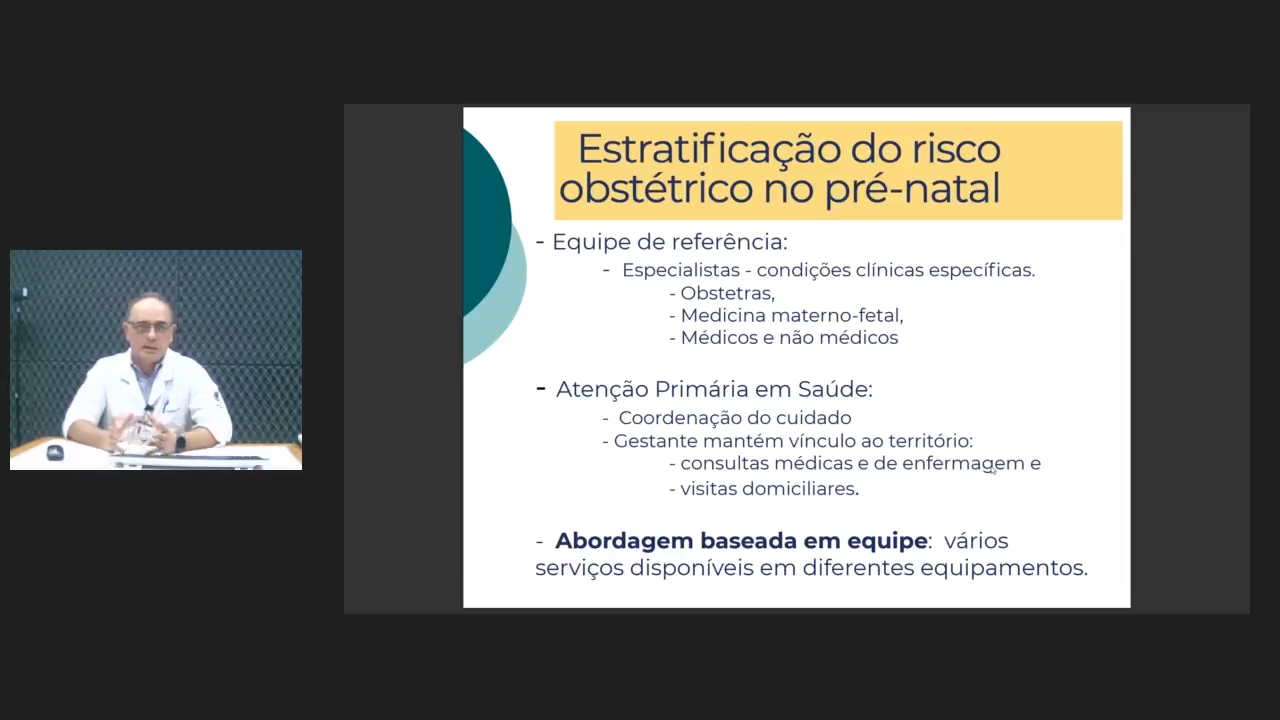 Estratificação do risco
obstétrico no pré-natal
- Equipe de referência:
- Especialistas - condições clínicas específicas.
- Obstetras,
- Medicina materno-fetal,
- Médicos e não médicos
- Atenção Primária em Saúde:
- Coordenação do cuidado
- Gestante mantém vínculo ao território:
- consultas médicas e de enfermagem e
- visitas domiciliares.
- Abordagem baseada em equipe: vários
serviços disponíveis em diferentes equipamentos.